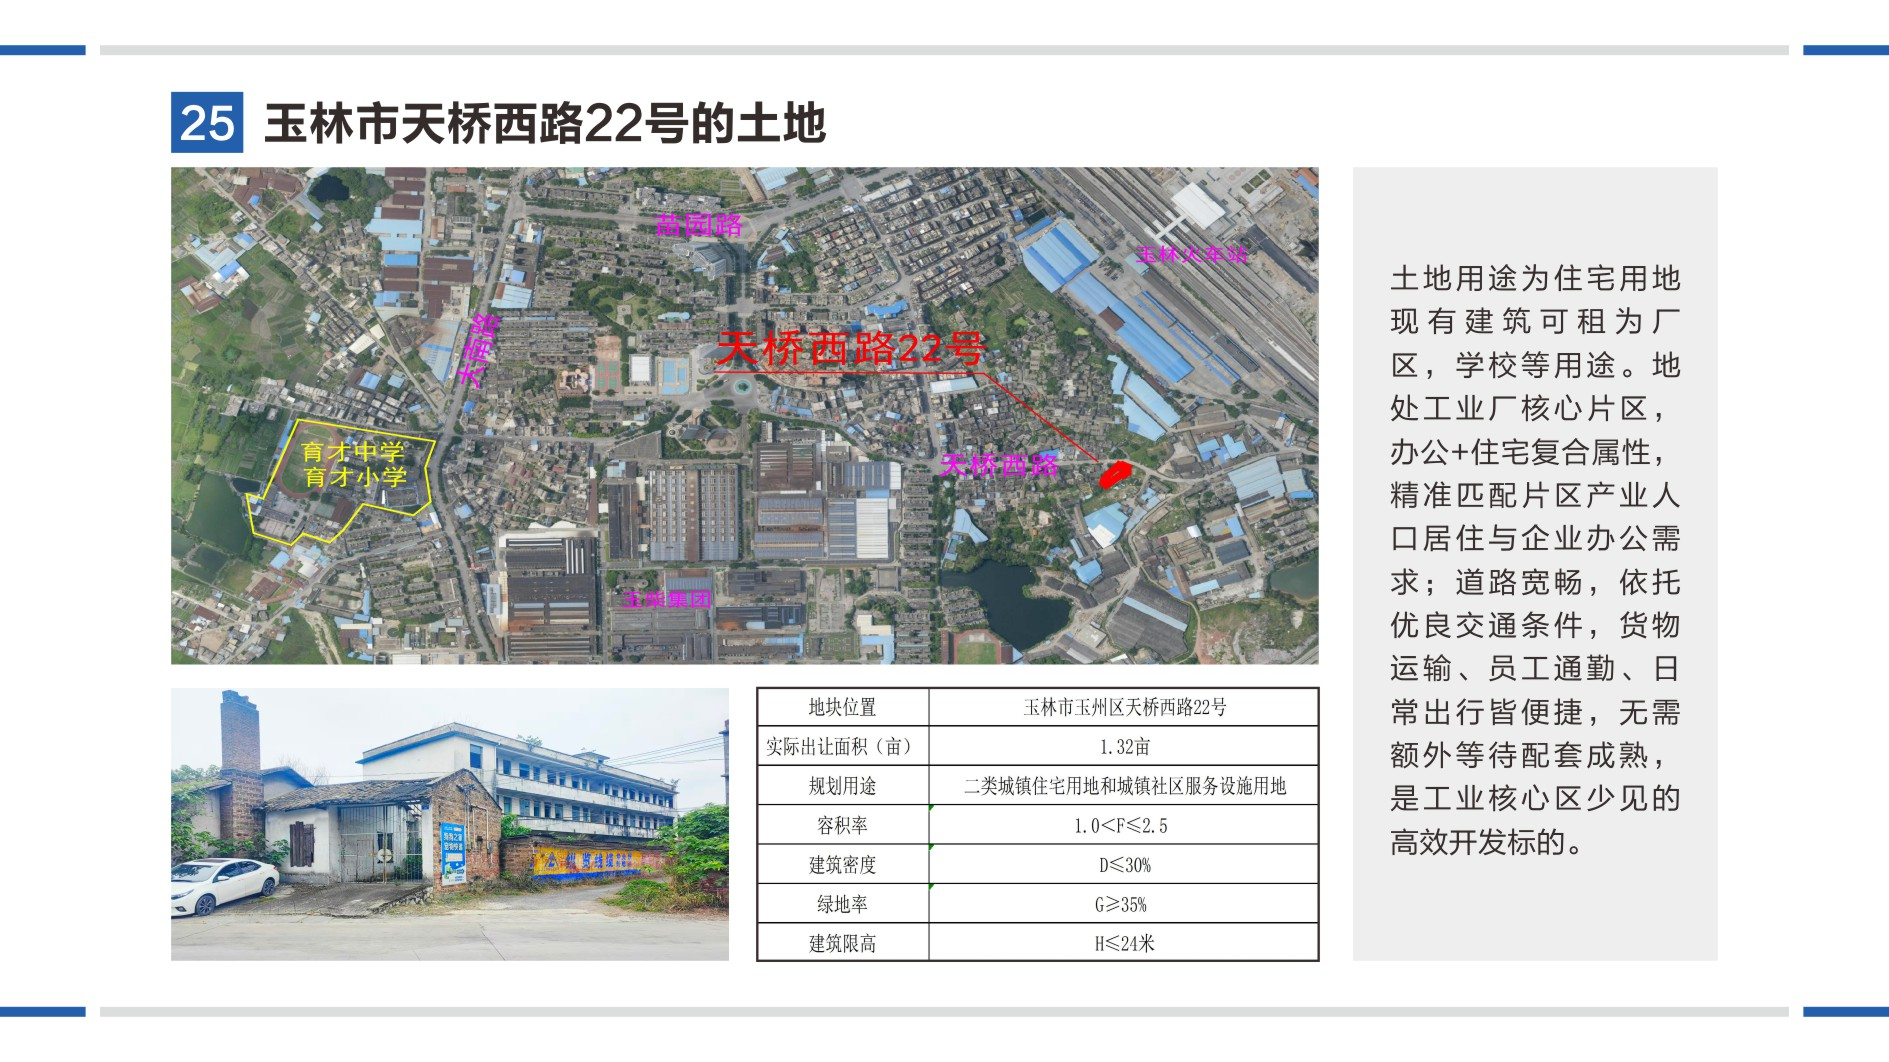 25 玉林市天桥西路22号的土地
苗园路
玉林火车站
大南路
天桥西路22号
育才中学
育才小学
天桥西路
玉柴集团
地块位置 玉林市玉州区天桥西路22号
实际出让面积（亩） 1.32亩
规划用途 二类城镇住宅用地和城镇社区服务设施用地
容积率 1.0＜F≤2.5
建筑密度 D≤30%
绿地率 G≥35%
建筑限高 H≤24米
土地用途为住宅用地
现有建筑可租为厂
区，学校等用途。地
处工业厂核心片区，
办公+住宅复合属性，
精准匹配片区产业人
口居住与企业办公需
求；道路宽畅，依托
优良交通条件，货物
运输、员工通勤、日
常出行皆便捷，无需
额外等待配套成熟，
是工业核心区少见的
高效开发标的。